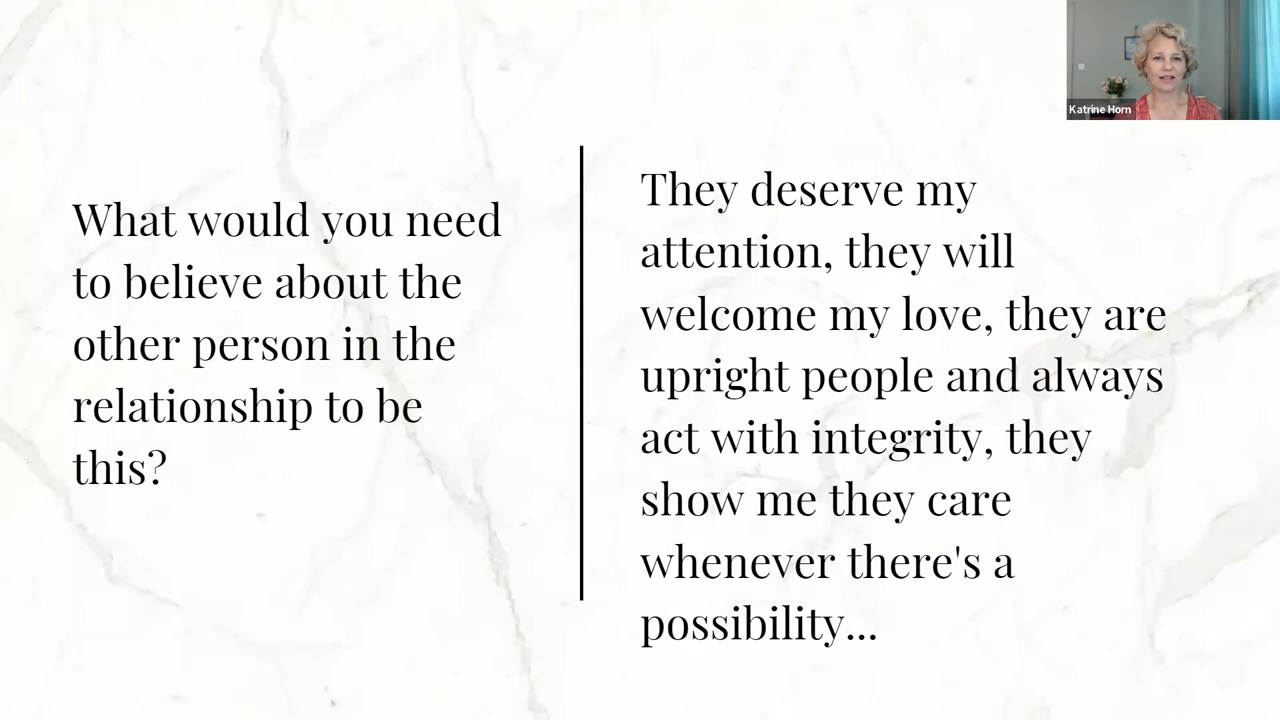 Katrine Horn
What would you need
to believe about the
other person in the
relationship to be
this?
They deserve my
attention, they will
welcome my love, they are
upright people and always
act with integrity, they
show me they care
whenever there's a
possibility...